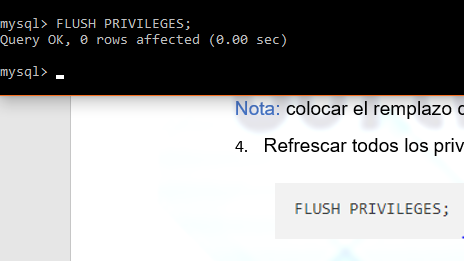 mysql> FLUSH PRIVILEGES;
Query OK, 0 rows affected (0.00 sec)
mysql>
Nota: colocar el remplazo
4. Refrescar todos los
FLUSH PRIVILEGES;